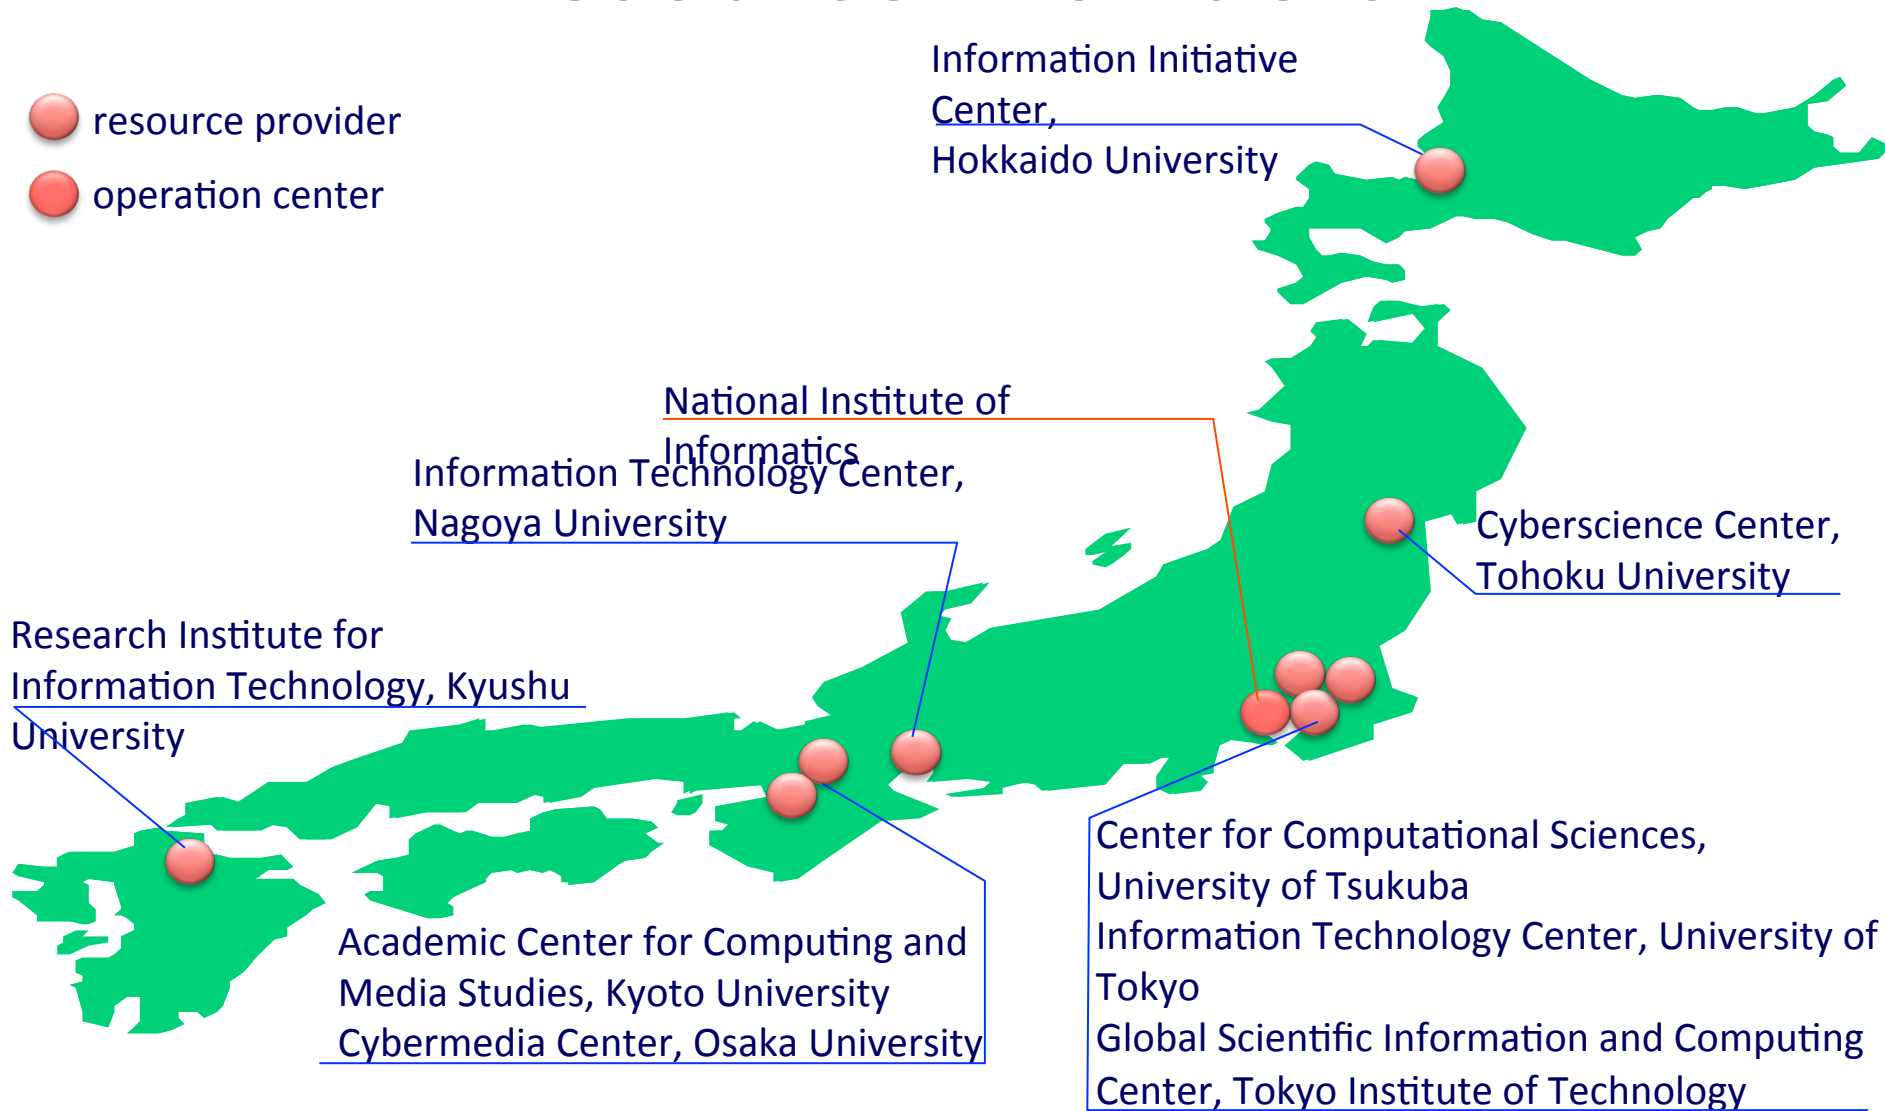 resource provider
operation center
Information Initiative
Center,
Hokkaido University
National Institute of
Informatics
Information Technology Center,
Nagoya University
Cyberscience Center,
Tohoku University
Research Institute for
Information Technology, Kyushu
University
Academic Center for Computing and
Media Studies, Kyoto University
Cybermedia Center, Osaka University
Center for Computational Sciences,
University of Tsukuba
Information Technology Center, University of
Tokyo
Global Scientific Information and Computing
Center, Tokyo Institute of Technology